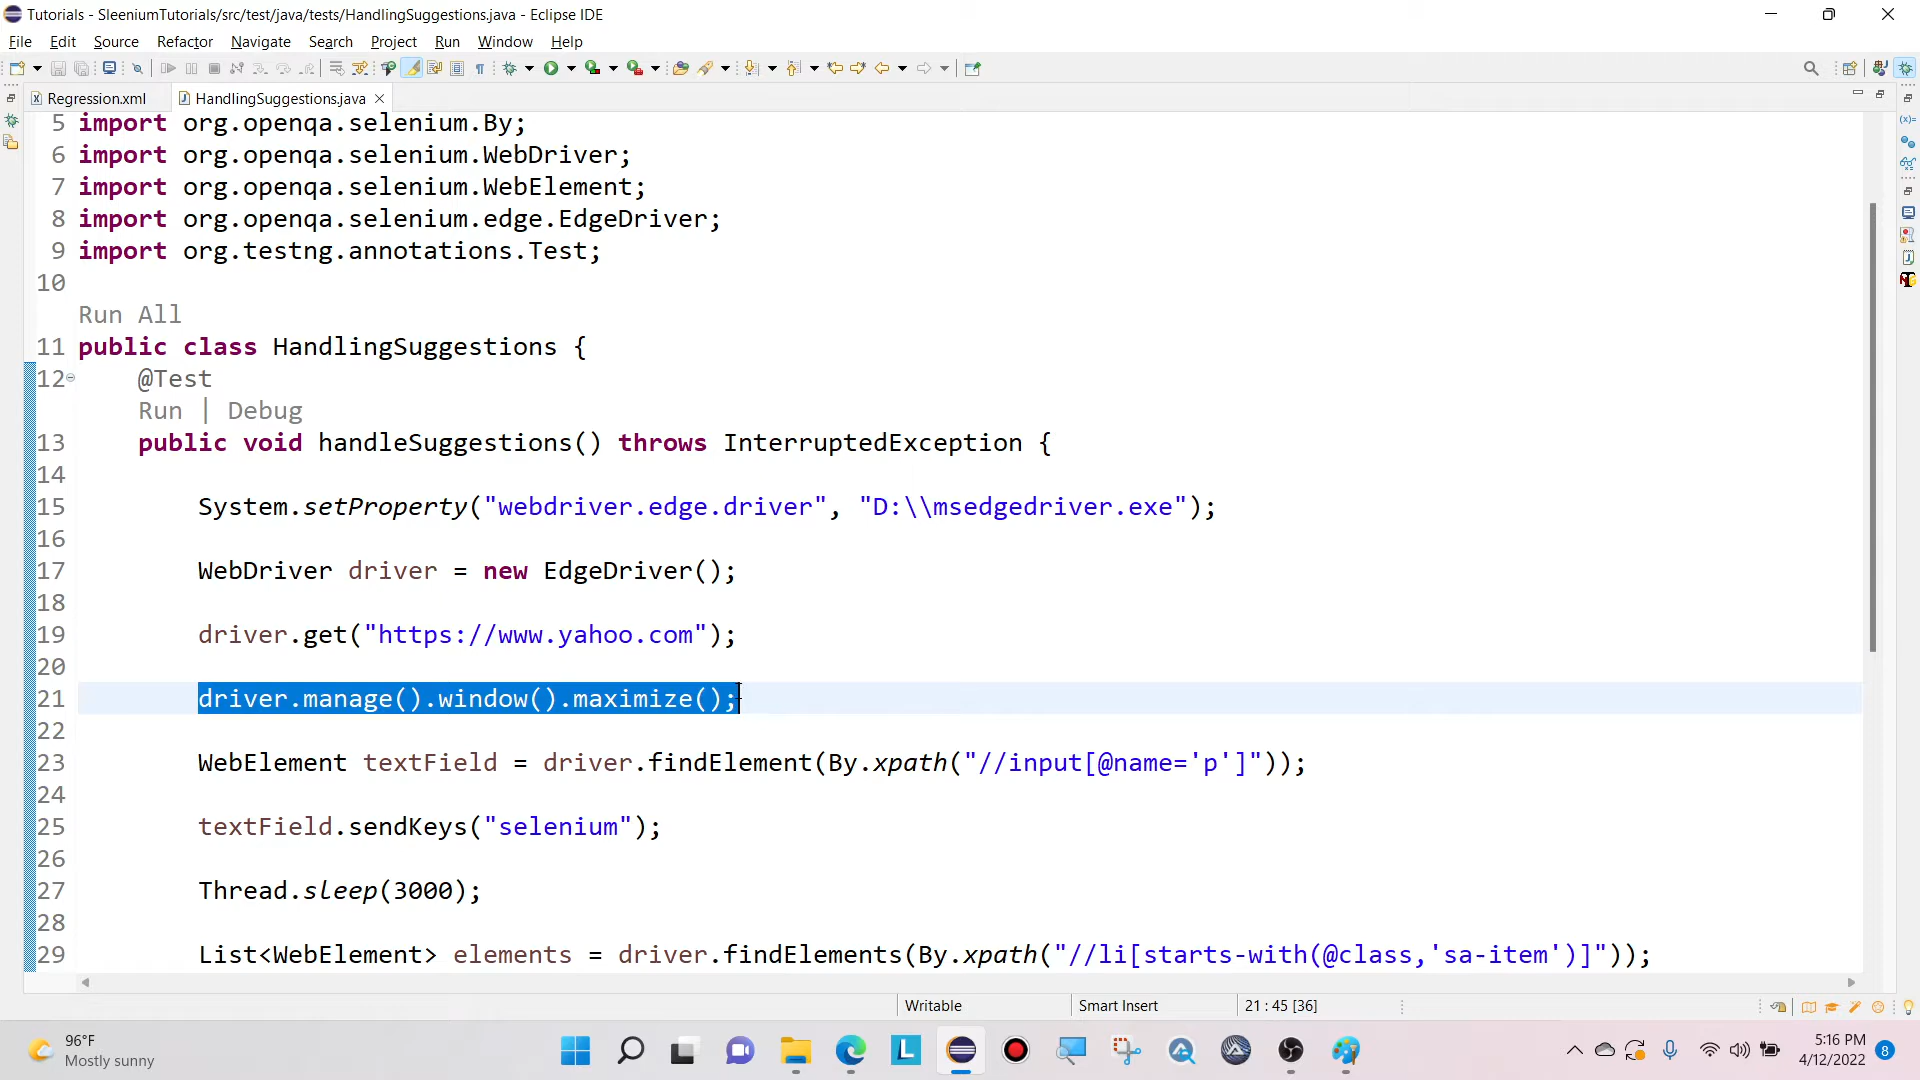 Tutorials - SleeniumTutorials/src/test/java/tests/HandlingSuggestions.java - Eclipse IDE
File Edit Source Refactor Navigate Search Project Run Window Help
Regression.xml HandlingSuggestions.java
5 import org.openqa.selenium.By;
6 import org.openqa.selenium.WebDriver;
7 import org.openqa.selenium.WebElement;
8 import org.openqa.selenium.edge.EdgeDriver;
9 import org.testng.annotations.Test;
10
Run All
11 public class HandlingSuggestions {
12 @Test
Run | Debug
13 public void handleSuggestions() throws InterruptedException {
14
15 System.setProperty("webdriver.edge.driver", "D:\\msedgedriver.exe");
16
17 WebDriver driver = new EdgeDriver();
18
19 driver.get("https://www.yahoo.com");
20
21 driver.manage().window().maximize();
22
23 WebElement textField = driver.findElement(By.xpath("//input[@name='p']"));
24
25 textField.sendKeys("selenium");
26
27 Thread.sleep(3000);
28
29 List<WebElement> elements = driver.findElements(By.xpath("//li[starts-with(@class,'sa-item')]"));
Writable Smart Insert 21 : 45 [36]
96°F
Mostly sunny
5:16 PM
4/12/2022
8